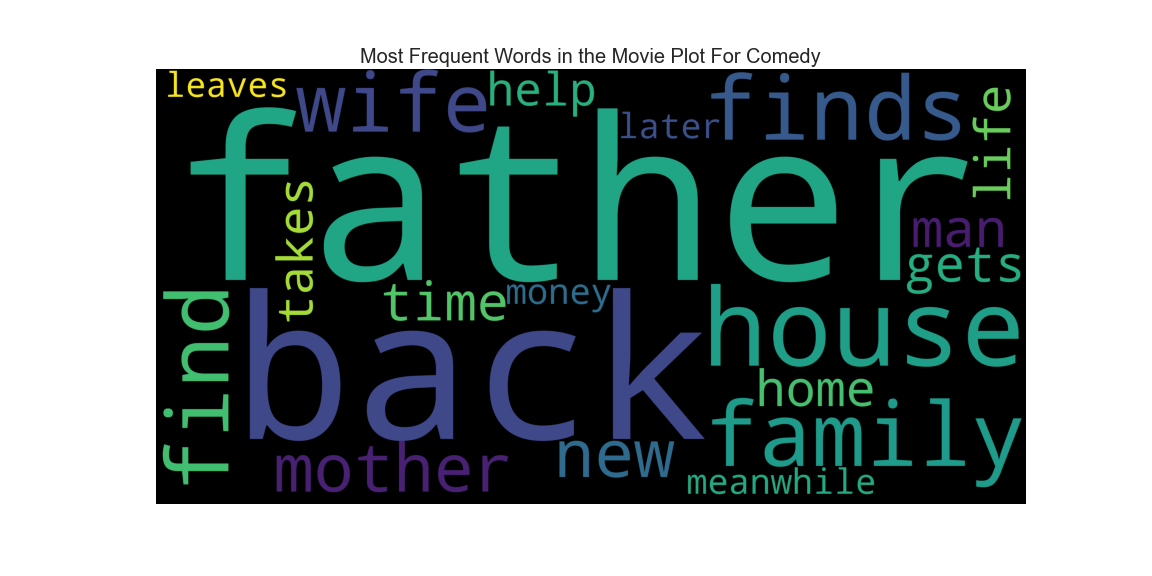 Most Frequent Words in the Movie Plot For Comedy
leaves
wife
help
later
finds
life
father
takes
man
gets
time
money
find
back
house
home
family
mother
new
meanwhile